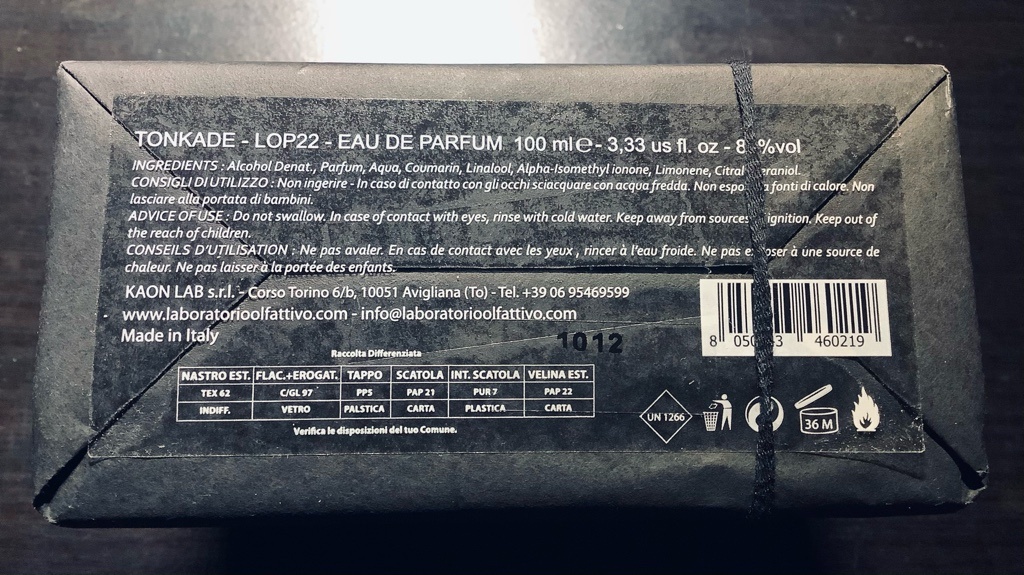 TONKADE - LOP22 - EAU DE PARFUM 100 ml ℮ - 3,33 us fl. oz - 8 %vol
INGREDIENTS : Alcohol Denat., Parfum, Aqua, Coumarin, Linalool, Alpha-Isomethyl ionone, Limonene, Citral
CONSIGLI DI UTILIZZO : Non ingerire - In caso di contatto con gli occhi sciacquare con acqua fredda. Non fonti di calore. Non
lasciare alla portata di bambini.
ADVICE OF USE : Do not swallow. In case of contact with eyes, rinse with cold water. Keep away from sources ignition. Keep out of
the reach of children.
CONSEILS D'UTILISATION : Ne pas avaler. En cas de contact avec les yeux , rincer à l'eau froide. Ne pas à une source de
chaleur. Ne pas laisser à la portée des enfants.
KAON LAB s.r.l. - Corso Torino 6/b, 10051 Avigliana (To) - Tel. +39 06 95469599
www.laboratorioolfattivo.com - info@laboratorioolfattivo.com
Made in Italy
1012
8 050 3 460219
Raccolta Differenziata
NASTRO EST. FLAC.+EROGAT. TAPPO SCATOLA INT. SCATOLA VELINA EST.
TEX 62 C/GL 97 PP5 PAP 21 PUR 7 PAP 22
INDIFF. VETRO PALSTICA CARTA PLASTICA CARTA
Verifica le disposizioni del tuo Comune.
UN 1266
36 M